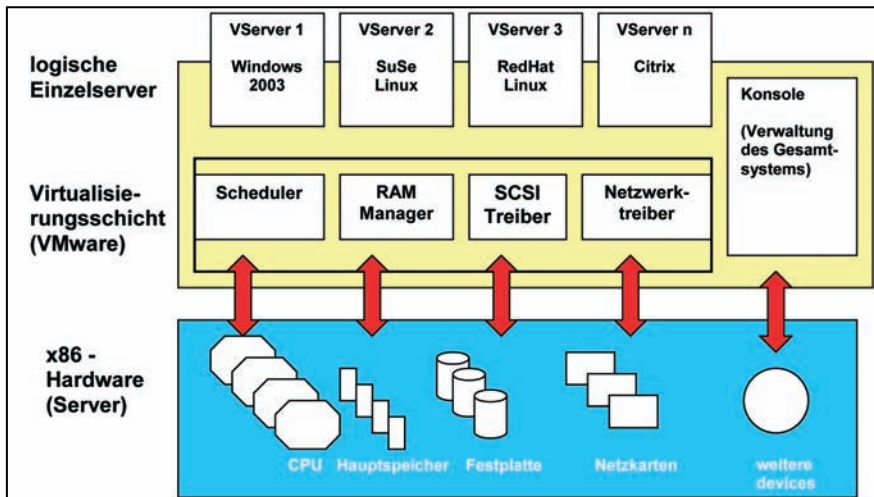 logische
Einzelserver
VServer 1
Windows
2003
VServer 2
SuSe
Linux
VServer 3
RedHat
Linux
VServer n
Citrix
Konsole
(Verwaltung
des Gesamt-
systems)
Virtualisie-
rungsschicht
(VMware)
Scheduler
RAM
Manager
SCSI
Treiber
Netzwerk-
treiber
x86 -
Hardware
(Server)
CPU
Hauptspeicher
Festplatte
Netzkarten
weitere
devices